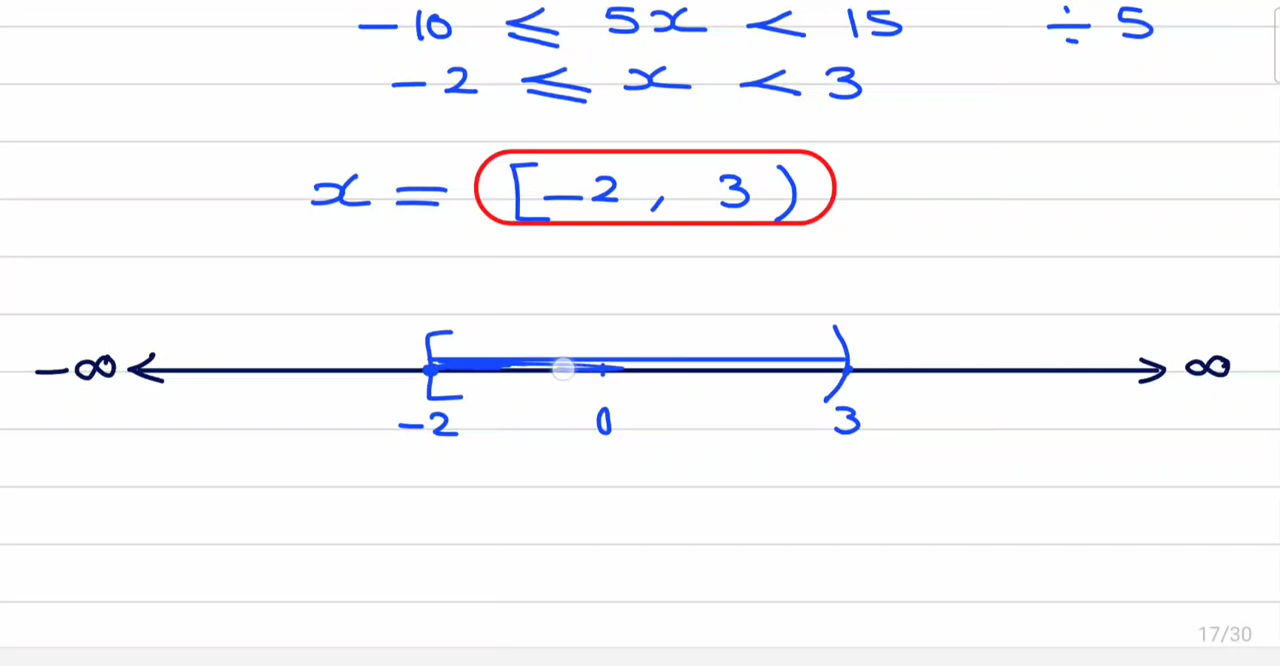 -10 ≤ 5x < 15 ÷ 5
-2 ≤ x < 3
x = [-2, 3)
-∞ ∞
-2 0 3
17/30